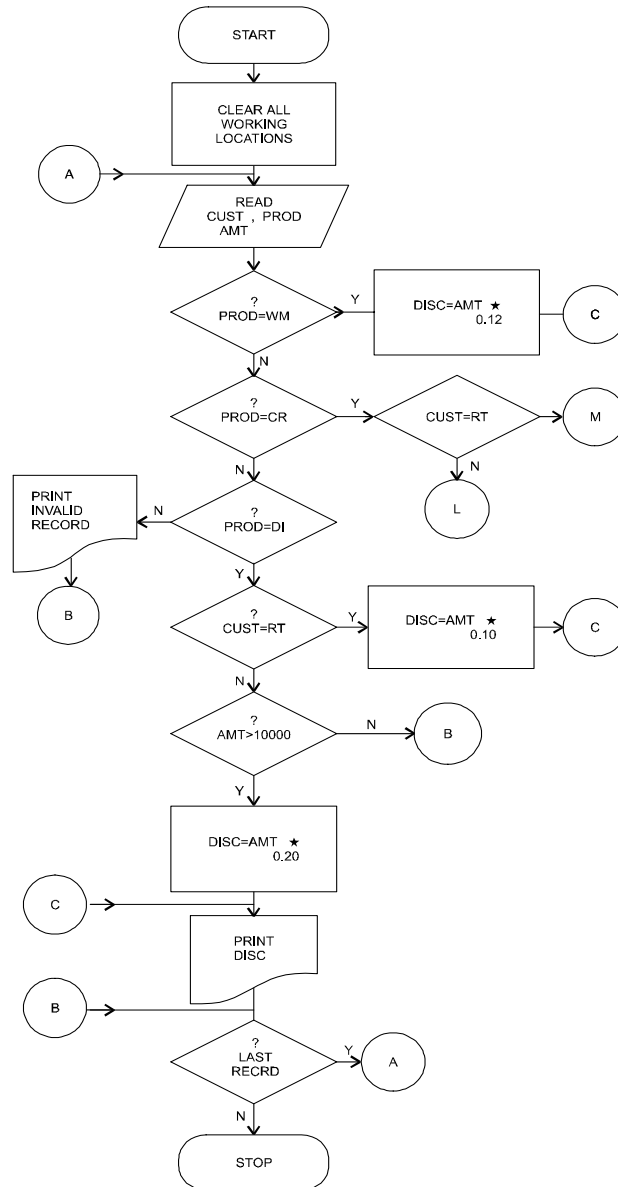 START
CLEAR ALL
WORKING
LOCATIONS
A
READ
CUST , PROD
AMT
?
PROD=WM
Y
DISC=AMT ★
0.12
C
N
?
PROD=CR
Y
CUST=RT
M
N
N
L
PRINT
INVALID
RECORD
N
?
PROD=DI
B
Y
?
CUST=RT
Y
DISC=AMT ★
0.10
C
N
?
AMT>10000
N
B
Y
DISC=AMT ★
0.20
C
PRINT
DISC
B
?
LAST
RECRD
Y
A
N
STOP